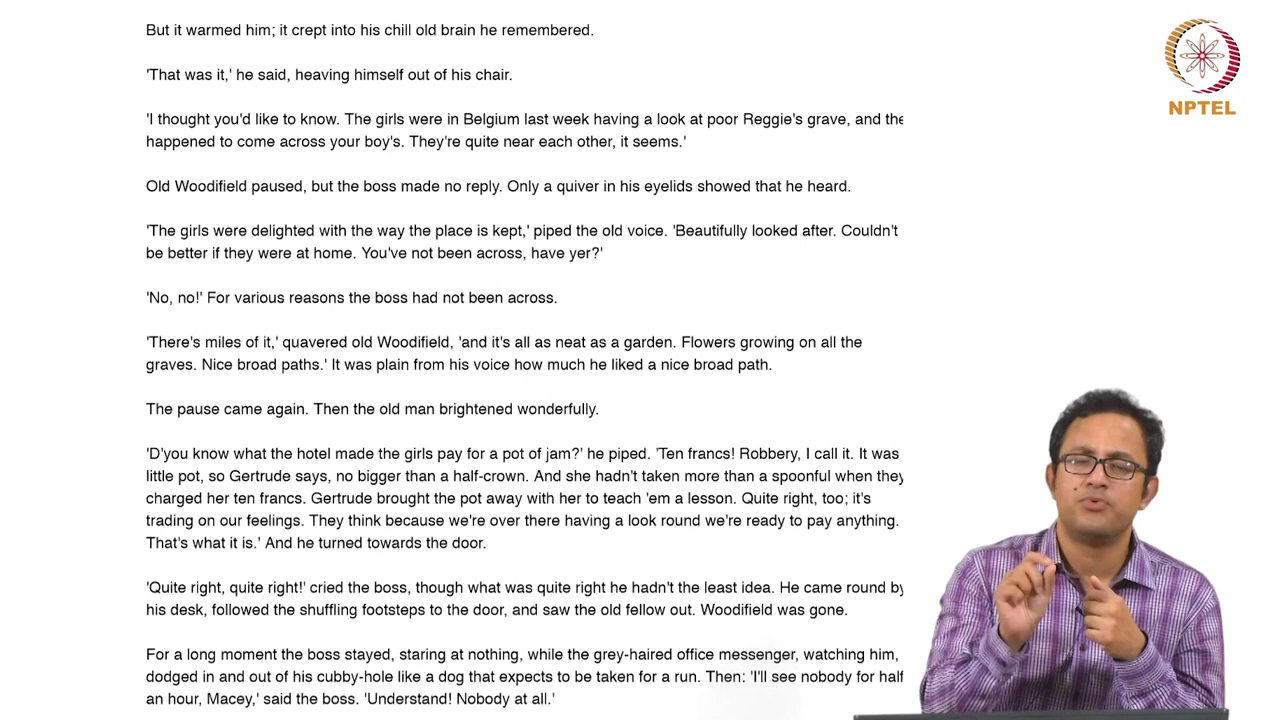 But it warmed him; it crept into his chill old brain he remembered.
'That was it,' he said, heaving himself out of his chair.
'I thought you'd like to know. The girls were in Belgium last week having a look at poor Reggie's grave, and the
happened to come across your boy's. They're quite near each other, it seems.'
Old Woodifield paused, but the boss made no reply. Only a quiver in his eyelids showed that he heard.
'The girls were delighted with the way the place is kept,' piped the old voice. 'Beautifully looked after. Couldn't
be better if they were at home. You've not been across, have yer?'
'No, no!' For various reasons the boss had not been across.
'There's miles of it,' quavered old Woodifield, 'and it's all as neat as a garden. Flowers growing on all the
graves. Nice broad paths.' It was plain from his voice how much he liked a nice broad path.
The pause came again. Then the old man brightened wonderfully.
'D'you know what the hotel made the girls pay for a pot of jam?' he piped. 'Ten francs! Robbery, I call it. It was
little pot, so Gertrude says, no bigger than a half-crown. And she hadn't taken more than a spoonful when they
charged her ten francs. Gertrude brought the pot away with her to teach 'em a lesson. Quite right, too; it's
trading on our feelings. They think because we're over there having a look round we're ready to pay anything.
That's what it is.' And he turned towards the door.
'Quite right, quite right!' cried the boss, though what was quite right he hadn't the least idea. He came round by
his desk, followed the shuffling footsteps to the door, and saw the old fellow out. Woodifield was gone.
For a long moment the boss stayed, staring at nothing, while the grey-haired office messenger, watching him,
dodged in and out of his cubby-hole like a dog that expects to be taken for a run. Then: 'I'll see nobody for half
an hour, Macey,' said the boss. 'Understand! Nobody at all.'
NPTEL